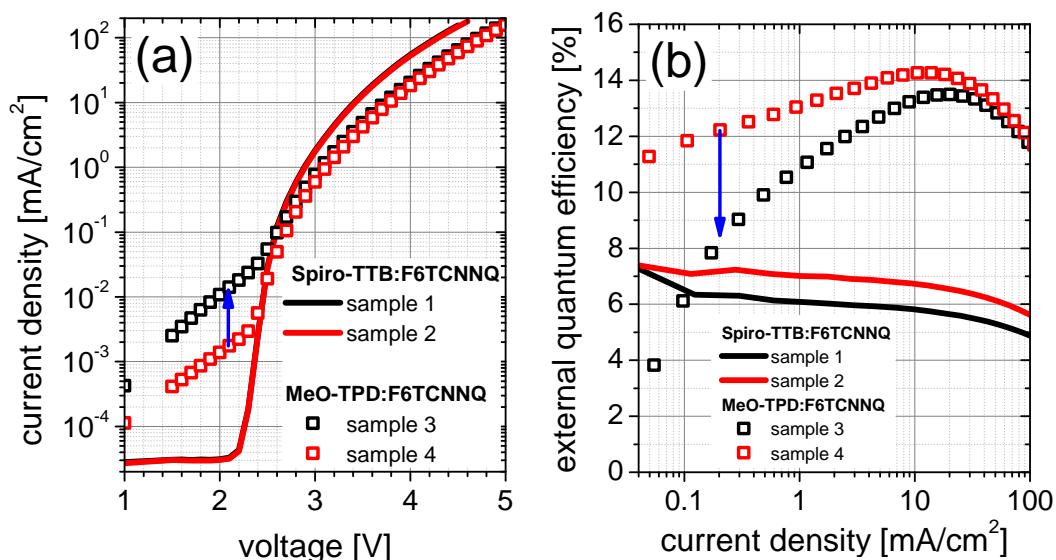 (a)
current density [mA/cm²]
10²
10¹
10⁰
10⁻¹
10⁻²
10⁻³
10⁻⁴
Spiro-TTB:F6TCNNQ
sample 1
sample 2
MeO-TPD:F6TCNNQ
sample 3
sample 4
1 2 3 4 5
voltage [V]
(b)
external quantum efficiency [%]
16
14
12
10
8
6
4
2
0
Spiro-TTB:F6TCNNQ
sample 1
sample 2
MeO-TPD:F6TCNNQ
sample 3
sample 4
0.1 1 10 100
current density [mA/cm²]